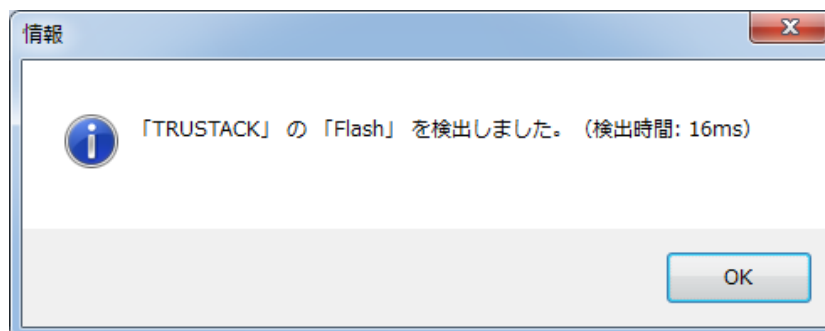 情報
「TRUSTACK」 の 「Flash」 を検出しました。 （検出時間: 16ms）
OK